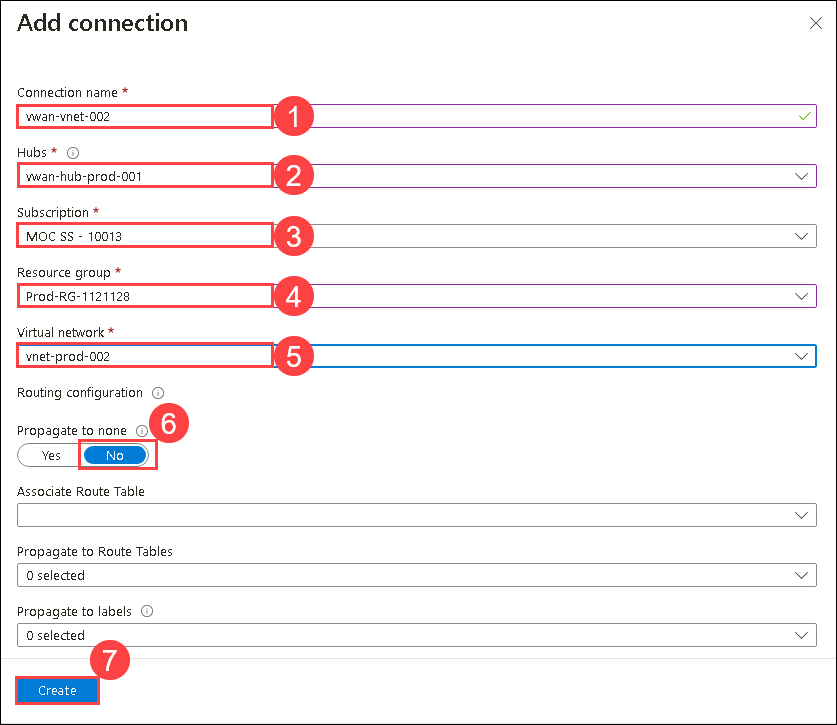 Add connection
Connection name *
vwan-vnet-002
1
Hubs *
vwan-hub-prod-001
2
Subscription *
MOC SS - 10013
3
Resource group *
Prod-RG-1121128
4
Virtual network *
vnet-prod-002
5
Routing configuration
6
Propagate to none
Yes No
Associate Route Table
Propagate to Route Tables
0 selected
Propagate to labels
0 selected
7
Create